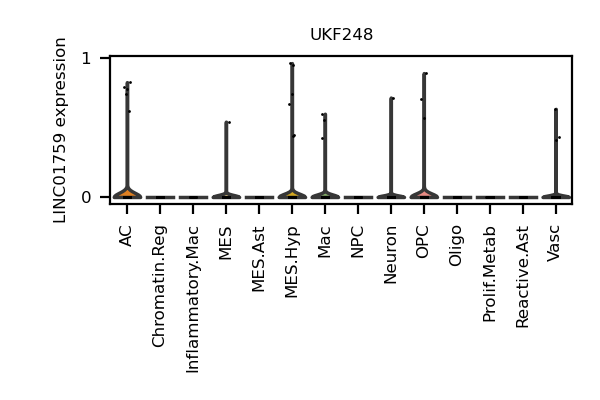 UKF248
LINC01759 expression
1
0
AC
Chromatin.Reg
Inflammatory.Mac
MES
MES.Ast
MES.Hyp
Mac
NPC
Neuron
OPC
Oligo
Prolif.Metab
Reactive.Ast
Vasc